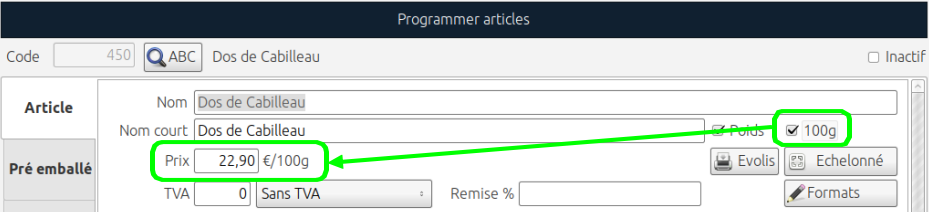 Programmer articles
Code 450 ABC Dos de Cabilleau Inactif
Article
Nom Dos de Cabilleau
Nom court Dos de Cabilleau Poids 100g
Pré emballé
Prix 22,90 €/100g Evolis Echelonné
TVA 0 Sans TVA Remise % Formats